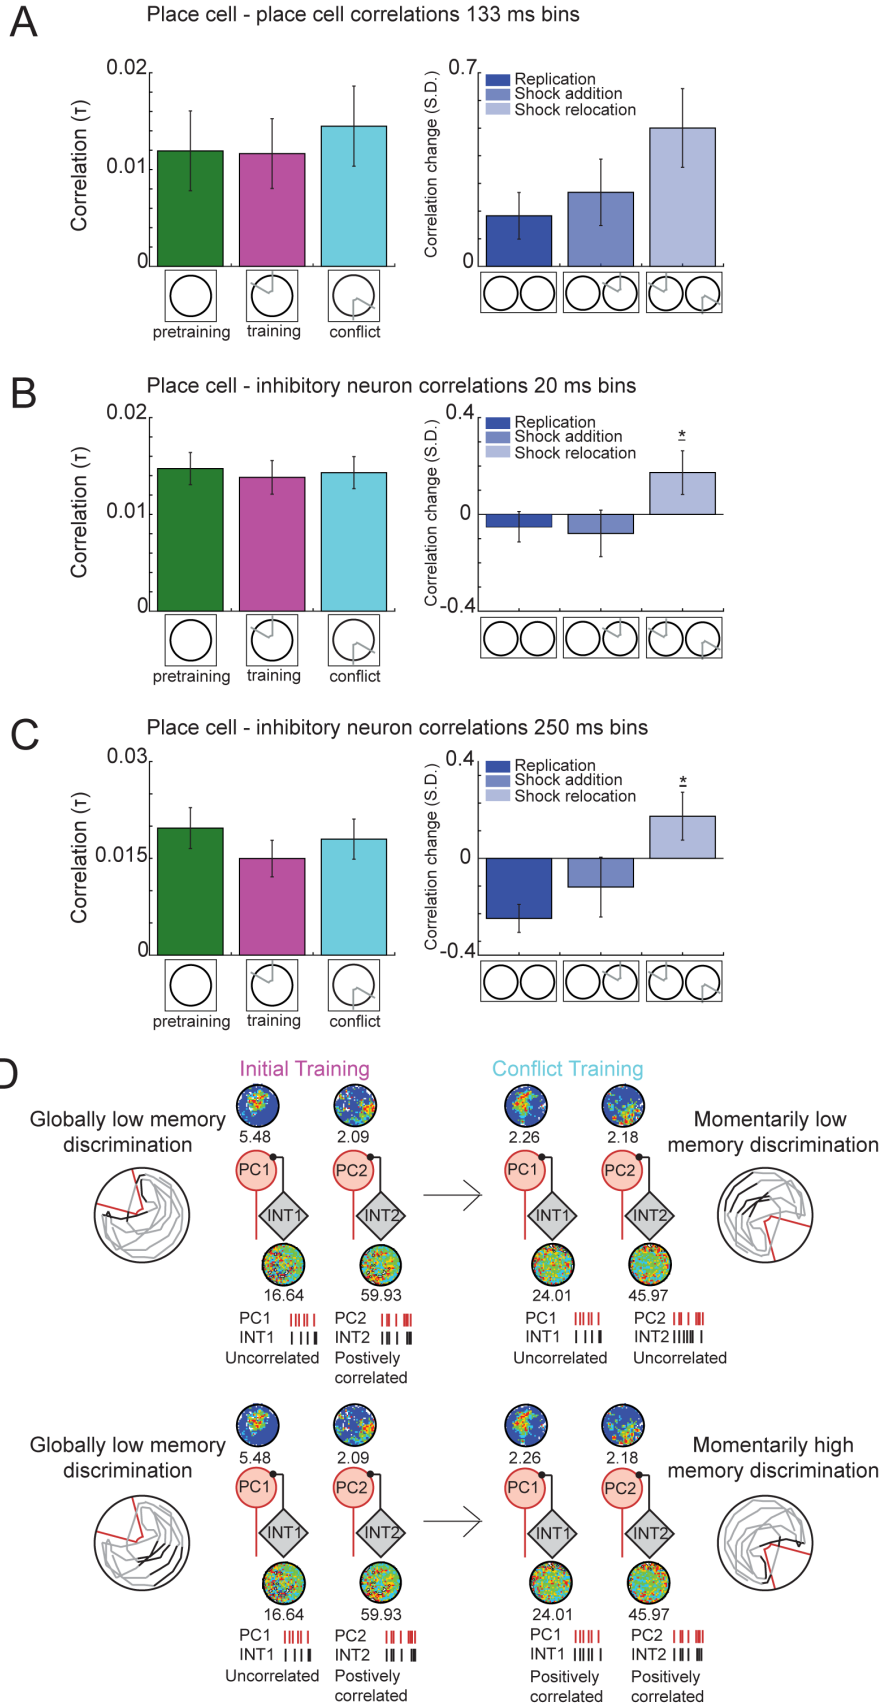 A
Place cell - place cell correlations 133 ms bins
0.02
0.01
0
Correlation (τ)
pretraining
training
conflict
0.7
0
Correlation change (S.D.)
Replication
Shock addition
Shock relocation
B
Place cell - inhibitory neuron correlations 20 ms bins
0.02
0.01
0
Correlation (τ)
pretraining
training
conflict
0.4
0
-0.4
Correlation change (S.D.)
Replication
Shock addition
Shock relocation
*
C
Place cell - inhibitory neuron correlations 250 ms bins
0.03
0.015
0
Correlation (τ)
pretraining
training
conflict
0.4
0
-0.4
Correlation change (S.D.)
Replication
Shock addition
Shock relocation
*
D
Initial Training
Conflict Training
Globally low memory
discrimination
5.48
2.09
2.26
2.18
Momentarily low
memory discrimination
PC1
PC2
PC1
PC2
INT1
INT2
INT1
INT2
16.64
59.93
24.01
45.97
PC1
INT1
Uncorrelated
PC2
INT2
Postively
correlated
PC1
INT1
Uncorrelated
PC2
INT2
Uncorrelated
Globally low memory
discrimination
5.48
2.09
2.26
2.18
Momentarily high
memory discrimination
PC1
PC2
PC1
PC2
INT1
INT2
INT1
INT2
16.64
59.93
24.01
45.97
PC1
INT1
Uncorrelated
PC2
INT2
Postively
correlated
PC1
INT1
Positively
correlated
PC2
INT2
Positively
correlated